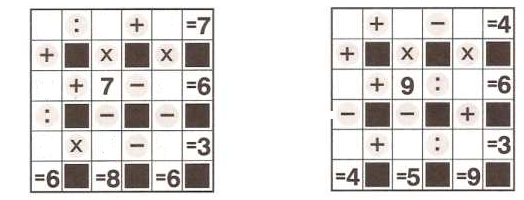 : + =7
+ x x
+ 7 − =6
: − −
x − =3
=6 =8 =6
+ − =4
+ x x
+ 9 : =6
− − +
+ : =3
=4 =5 =9